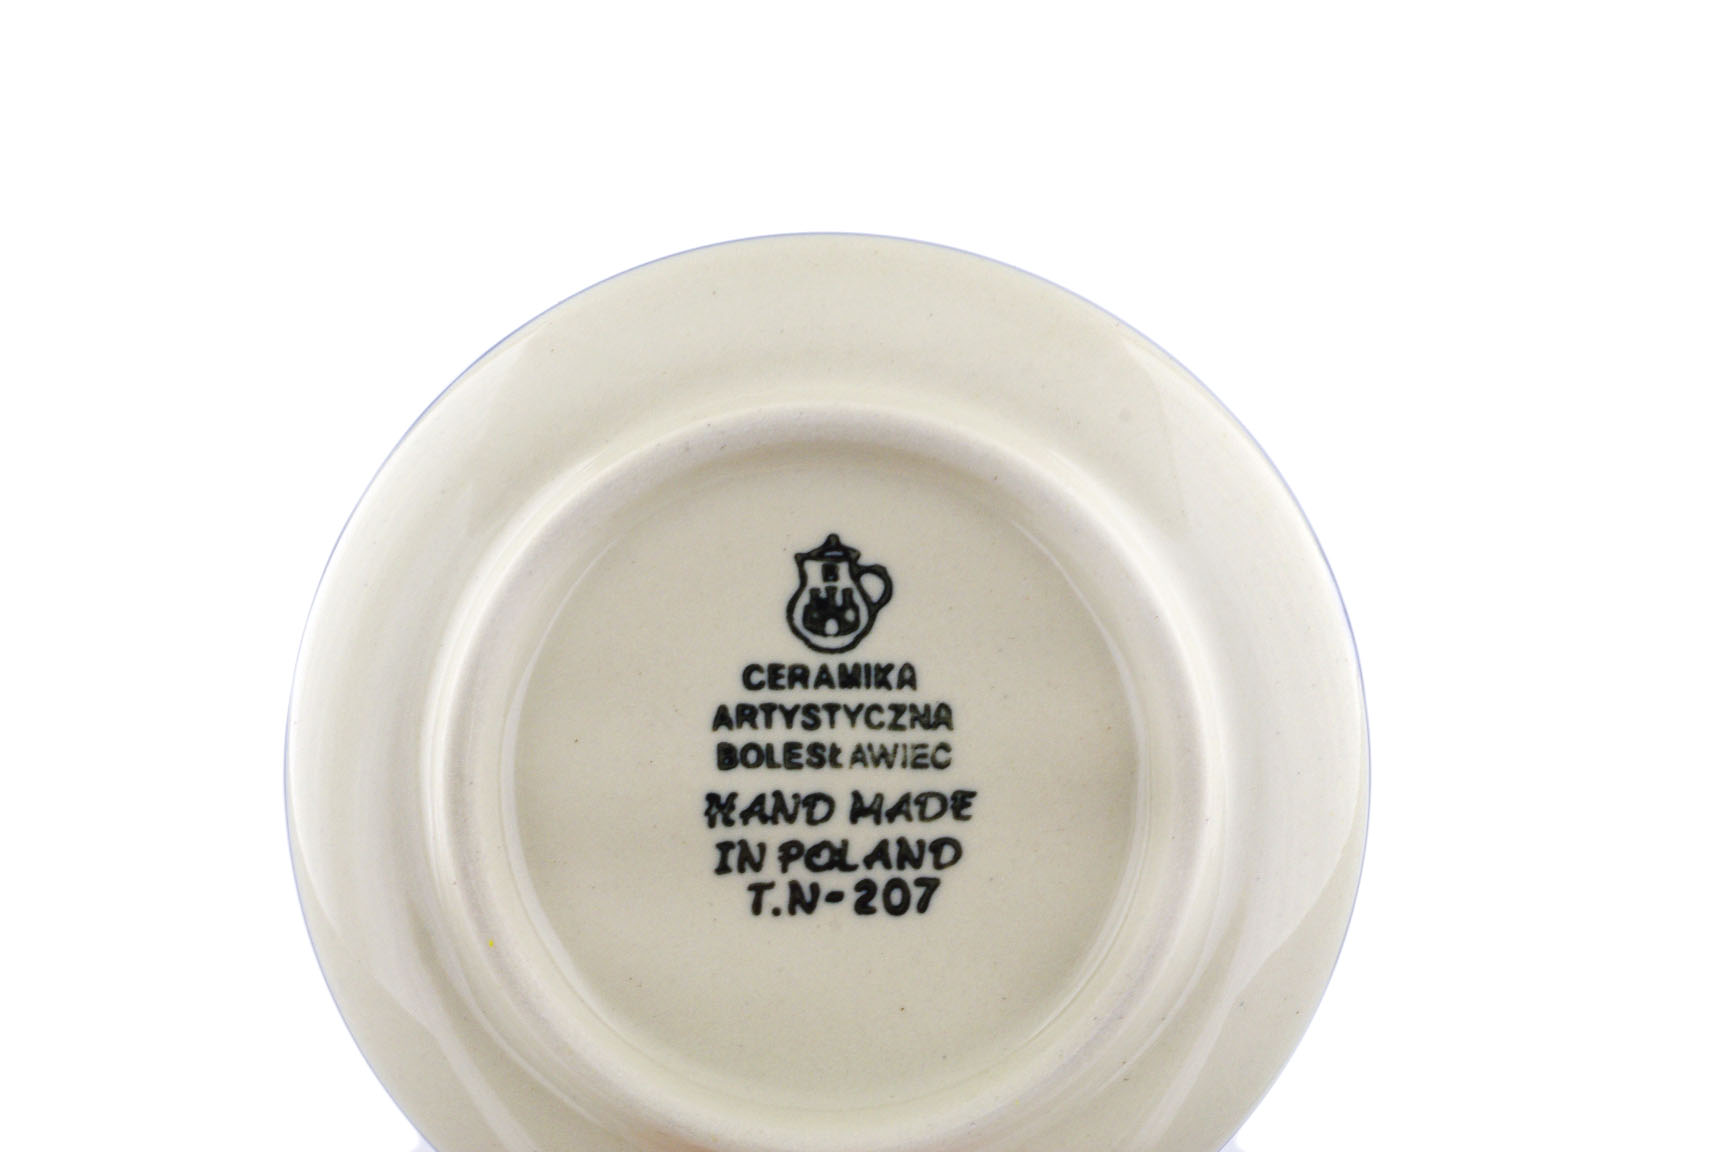 B
CERAMIKA
ARTYSTYCZNA
BOLESŁAWIEC
HAND MADE
IN POLAND
T.N-207